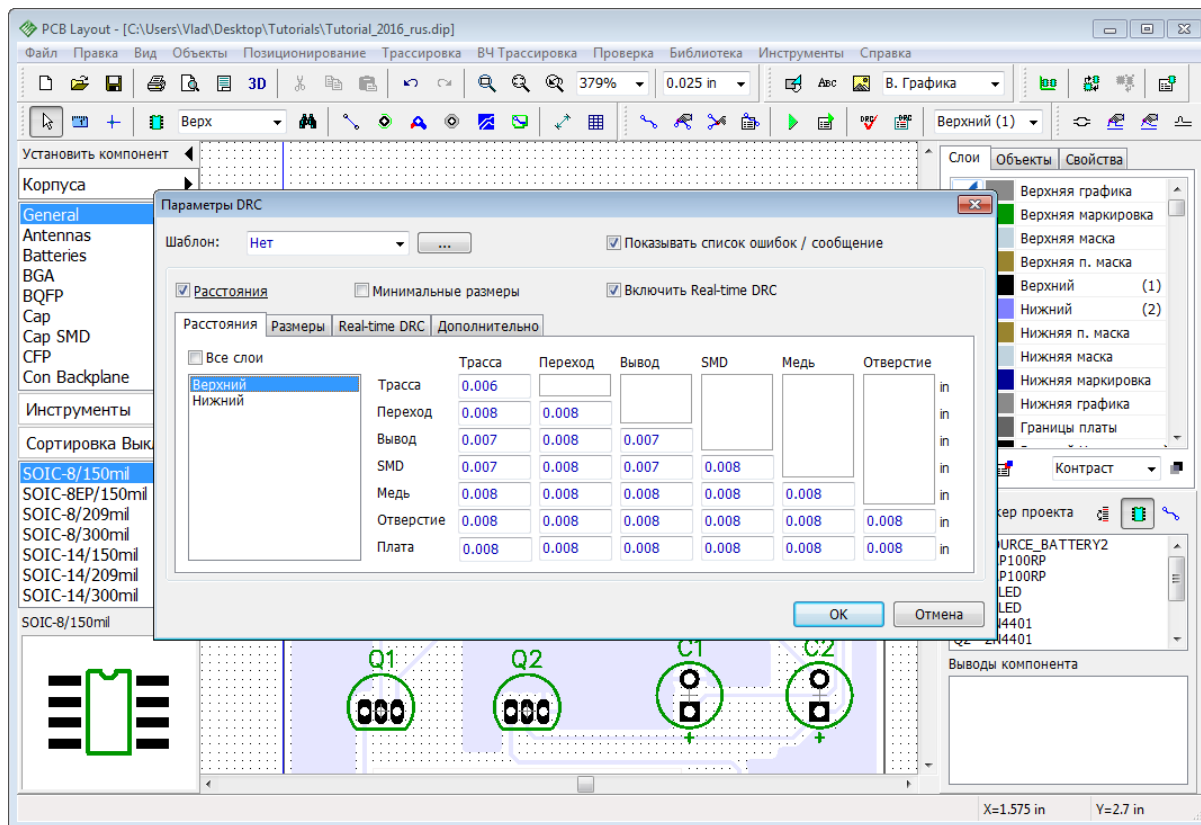 PCB Layout - [C:\Users\Vlad\Desktop\Tutorials\Tutorial_2016_rus.dip]
Файл Правка Вид Объекты Позиционирование Трассировка ВЧ Трассировка Проверка Библиотека Инструменты Справка
3D 379% 0.025 in ABC В. Графика
Верх DRC DRC Верхний (1)
Установить компонент
Корпуса
General
Antennas
Batteries
BGA
BQFP
Cap
Cap SMD
CFP
Con Backplane
Инструменты
Сортировка Вык
SOIC-8/150mil
SOIC-8EP/150mil
SOIC-8/209mil
SOIC-8/300mil
SOIC-14/150mil
SOIC-14/209mil
SOIC-14/300mil
SOIC-8/150mil
Параметры DRC
Шаблон: Нет ... Показывать список ошибок / сообщение
Расстояния Минимальные размеры Включить Real-time DRC
Расстояния Размеры Real-time DRC Дополнительно
Все слои
Верхний
Нижний
Трасса Переход Вывод SMD Медь Отверстие
Трасса 0.006 in
Переход 0.008 0.008 in
Вывод 0.007 0.008 0.007 in
SMD 0.007 0.008 0.007 0.008 in
Медь 0.008 0.008 0.008 0.008 0.008 in
Отверстие 0.008 0.008 0.008 0.008 0.008 0.008 in
Плата 0.008 0.008 0.008 0.008 0.008 0.008 in
OK Отмена
Q1 Q2 C1 C2
+ +
Слои Объекты Свойства
Верхняя графика
Верхняя маркировка
Верхняя маска
Верхняя п. маска
Верхний (1)
Нижний (2)
Нижняя п. маска
Нижняя маска
Нижняя маркировка
Нижняя графика
Границы платы
Контраст
кер проекта
URCE_BATTERY2
P100RP
P100RP
LED
LED
N4401
Q2 2N4401
Выводы компонента
X=1.575 in Y=2.7 in